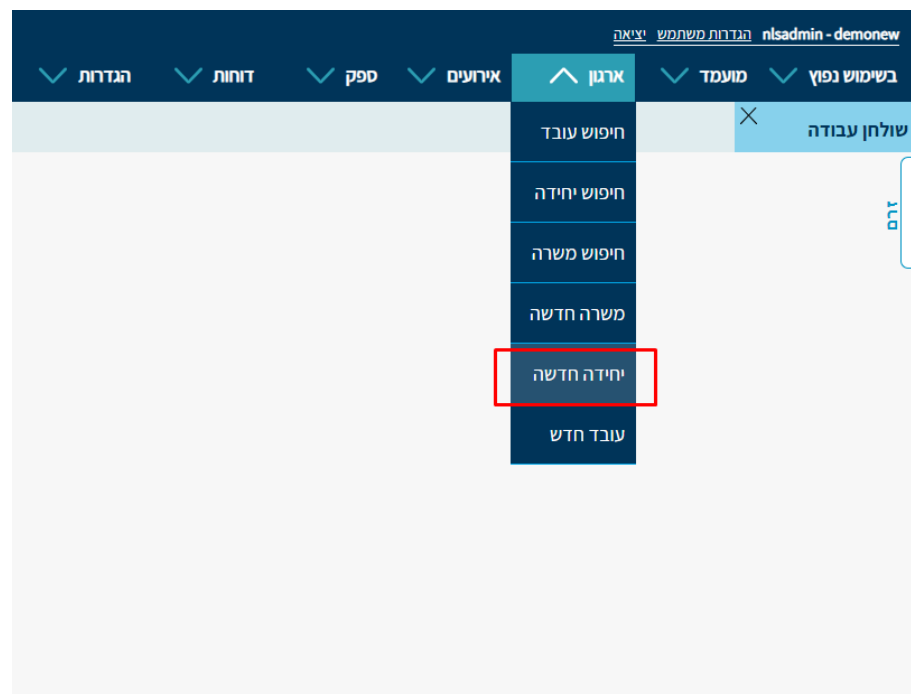 nlsadmin - demonew הגדרות משתמש יציאה
בשימוש נפוץ מועמד ארגון אירועים ספק דוחות הגדרות
שולחן עבודה
זרם
חיפוש עובד
חיפוש יחידה
חיפוש משרה
משרה חדשה
יחידה חדשה
עובד חדש